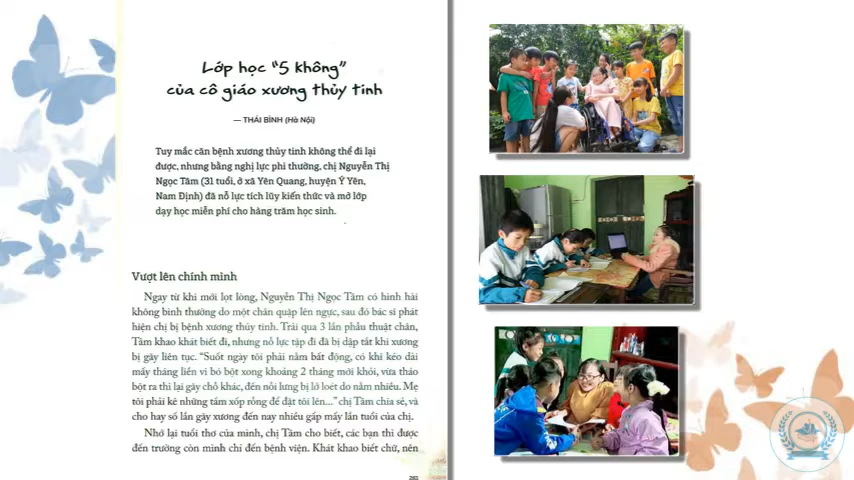 Lớp học "5 không"
của cô giáo xương thủy tinh
— THÁI BÌNH (Hà Nội)
Tuy mắc căn bệnh xương thủy tinh không thể đi lại
được, nhưng bằng nghị lực phi thường, chị Nguyễn Thị
Ngọc Tâm (31 tuổi, ở xã Yên Quang, huyện Ý Yên,
Nam Định) đã nỗ lực tích lũy kiến thức và mở lớp
dạy học miễn phí cho hàng trăm học sinh.
Vượt lên chính mình
Ngay từ khi mới lọt lòng, Nguyễn Thị Ngọc Tâm có hình hài
không bình thường do một chân quặp lên ngực, sau đó bác sĩ phát
hiện chị bị bệnh xương thủy tinh. Trải qua 3 lần phẫu thuật chân,
Tâm khao khát biết đi, nhưng nỗ lực tập đi đã bị dập tắt khi xương
bị gãy liên tục. "Suốt ngày tôi phải nằm bất động, có khi kéo dài
mấy tháng liền vì bó bột xong khoảng 2 tháng mới khỏi, vừa tháo
bột ra thì lại gãy chỗ khác, đến nỗi lưng bị lở loét do nằm nhiều. Mẹ
tôi phải kê những tấm xốp rỗng để đặt tôi lên..." chị Tâm chia sẻ, và
cho hay số lần gãy xương đến nay nhiều gấp mấy lần tuổi của chị.
Nhớ lại tuổi thơ của mình, chị Tâm cho biết, các bạn thì được
đến trường còn mình chỉ đến bệnh viện. Khát khao biết chữ, nên
281